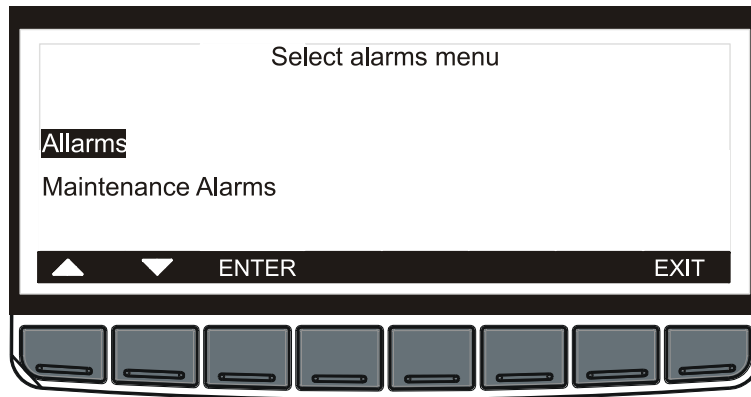 Select alarms menu
Allarms
Maintenance Alarms
ENTER EXIT